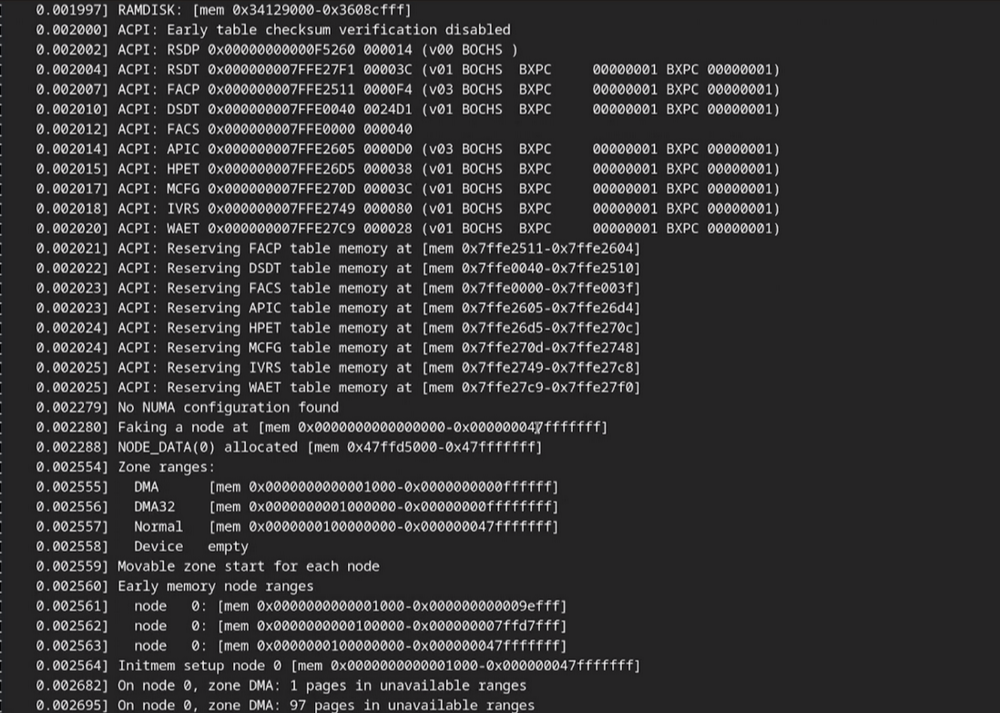 0.001997] RAMDISK: [mem 0x34129000-0x3608cfff]
0.002000] ACPI: Early table checksum verification disabled
0.002002] ACPI: RSDP 0x00000000000F5260 000014 (v00 BOCHS )
0.002004] ACPI: RSDT 0x000000007FFE27F1 00003C (v01 BOCHS  BXPC     00000001 BXPC 00000001)
0.002007] ACPI: FACP 0x000000007FFE2511 0000F4 (v03 BOCHS  BXPC     00000001 BXPC 00000001)
0.002010] ACPI: DSDT 0x000000007FFE0040 0024D1 (v01 BOCHS  BXPC     00000001 BXPC 00000001)
0.002012] ACPI: FACS 0x000000007FFE0000 000040
0.002014] ACPI: APIC 0x000000007FFE2605 0000D0 (v03 BOCHS  BXPC     00000001 BXPC 00000001)
0.002015] ACPI: HPET 0x000000007FFE26D5 000038 (v01 BOCHS  BXPC     00000001 BXPC 00000001)
0.002017] ACPI: MCFG 0x000000007FFE270D 00003C (v01 BOCHS  BXPC     00000001 BXPC 00000001)
0.002018] ACPI: IVRS 0x000000007FFE2749 000080 (v01 BOCHS  BXPC     00000001 BXPC 00000001)
0.002020] ACPI: WAET 0x000000007FFE27C9 000028 (v01 BOCHS  BXPC     00000001 BXPC 00000001)
0.002021] ACPI: Reserving FACP table memory at [mem 0x7ffe2511-0x7ffe2604]
0.002022] ACPI: Reserving DSDT table memory at [mem 0x7ffe0040-0x7ffe2510]
0.002023] ACPI: Reserving FACS table memory at [mem 0x7ffe0000-0x7ffe003f]
0.002023] ACPI: Reserving APIC table memory at [mem 0x7ffe2605-0x7ffe26d4]
0.002024] ACPI: Reserving HPET table memory at [mem 0x7ffe26d5-0x7ffe270c]
0.002024] ACPI: Reserving MCFG table memory at [mem 0x7ffe270d-0x7ffe2748]
0.002025] ACPI: Reserving IVRS table memory at [mem 0x7ffe2749-0x7ffe27c8]
0.002025] ACPI: Reserving WAET table memory at [mem 0x7ffe27c9-0x7ffe27f0]
0.002279] No NUMA configuration found
0.002280] Faking a node at [mem 0x0000000000000000-0x000000047fffffff]
0.002288] NODE_DATA(0) allocated [mem 0x47ffd5000-0x47fffffff]
0.002554] Zone ranges:
0.002555]   DMA      [mem 0x0000000000001000-0x0000000000ffffff]
0.002556]   DMA32    [mem 0x0000000001000000-0x00000000ffffffff]
0.002557]   Normal   [mem 0x0000000100000000-0x000000047fffffff]
0.002558]   Device   empty
0.002559] Movable zone start for each node
0.002560] Early memory node ranges
0.002561]   node   0: [mem 0x0000000000001000-0x000000000009efff]
0.002562]   node   0: [mem 0x0000000000100000-0x000000007ffd7fff]
0.002563]   node   0: [mem 0x0000000100000000-0x000000047fffffff]
0.002564] Initmem setup node 0 [mem 0x0000000000001000-0x000000047fffffff]
0.002682] On node 0, zone DMA: 1 pages in unavailable ranges
0.002695] On node 0, zone DMA: 97 pages in unavailable ranges